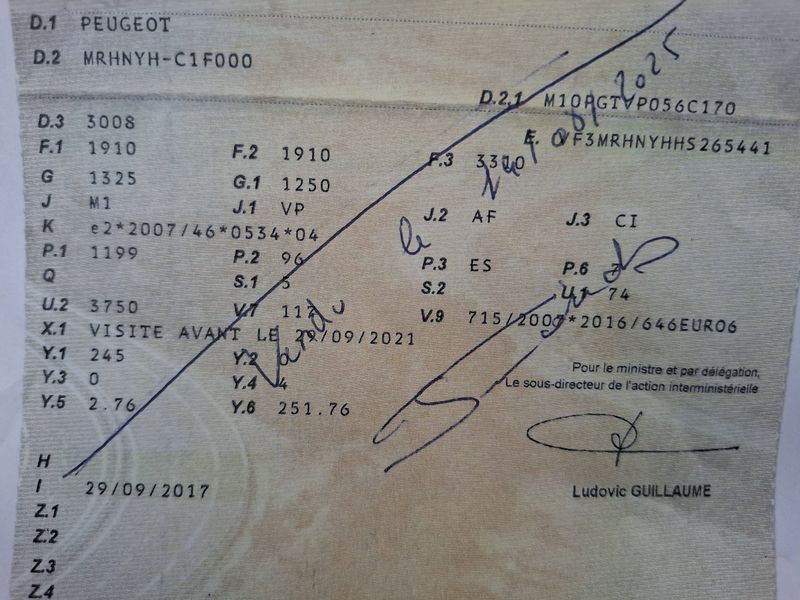 D.1 PEUGEOT
D.2 MRHNYH-C1F000
D.2.1 M10PGTVP056C170
D.3 3008
E. VF3MRHNYHHS265441
F.1 1910 F.2 1910 F.3 3310
G 1325 G.1 1250
J M1 J.1 VP J.2 AF J.3 CI
K e2*2007/46*0534*04
P.1 1199 P.2 96 P.3 ES P.6 7
Q S.1 5 S.2
U.1 74
U.2 3750 V.7 117 V.9 715/2007*2016/646EURO6
X.1 VISITE AVANT LE 29/09/2021
Y.1 245 Y.2 0
Y.3 0 Y.4 4
Y.5 2.76 Y.6 251.76
Vendu le
2025
Pour le ministre et par délégation,
Le sous-directeur de l'action interministérielle
H
I 29/09/2017
Ludovic GUILLAUME
Z.1
Z.2
Z.3
Z.4